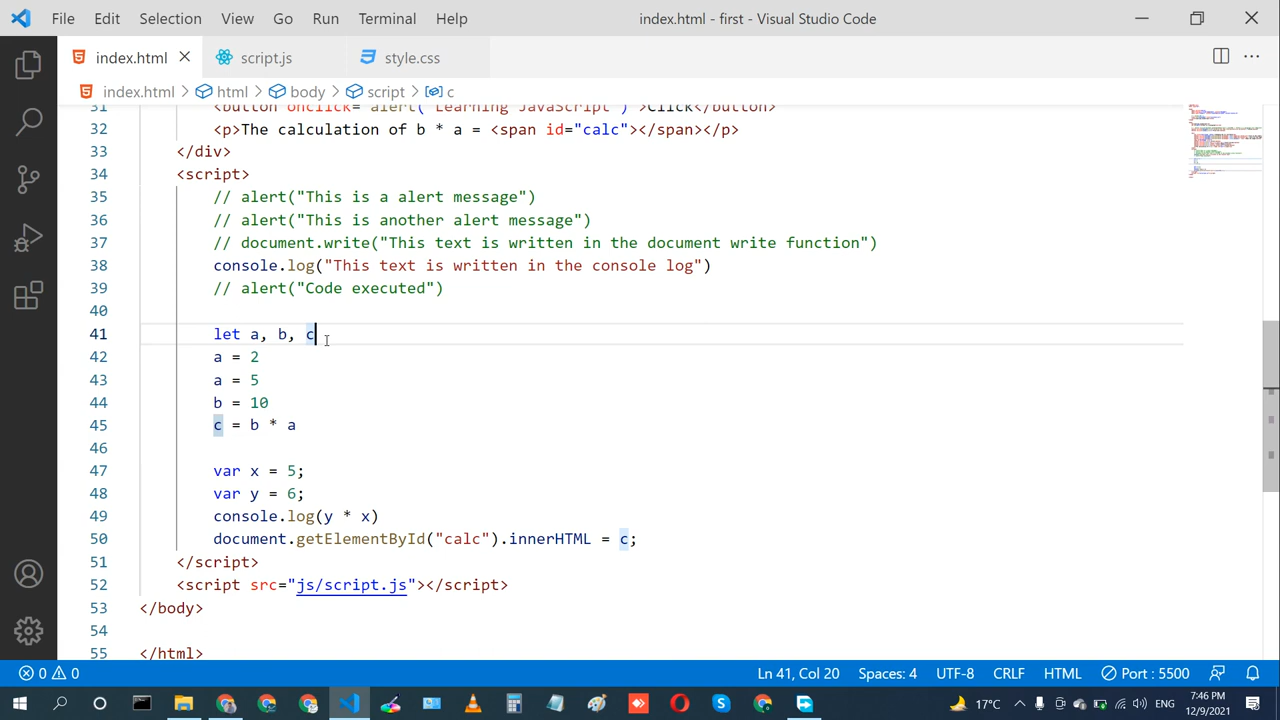 File Edit Selection View Go Run Terminal Help index.html - first - Visual Studio Code
index.html script.js style.css
index.html > html > body > script > c
31 <button onclick="alert("Learning JavaScript")">Click</button>
32 <p>The calculation of b * a = <span id="calc"></span></p>
33 </div>
34 <script>
35 // alert("This is a alert message")
36 // alert("This is another alert message")
37 // document.write("This text is written in the document write function")
38 console.log("This text is written in the console log")
39 // alert("Code executed")
40
41 let a, b, c
42 a = 2
43 a = 5
44 b = 10
45 c = b * a
46
47 var x = 5;
48 var y = 6;
49 console.log(y * x)
50 document.getElementById("calc").innerHTML = c;
51 </script>
52 <script src="js/script.js"></script>
53 </body>
54
55 </html>
0 0 Ln 41, Col 20 Spaces: 4 UTF-8 CRLF HTML Port : 5500
17°C ENG 7:46 PM
12/9/2021